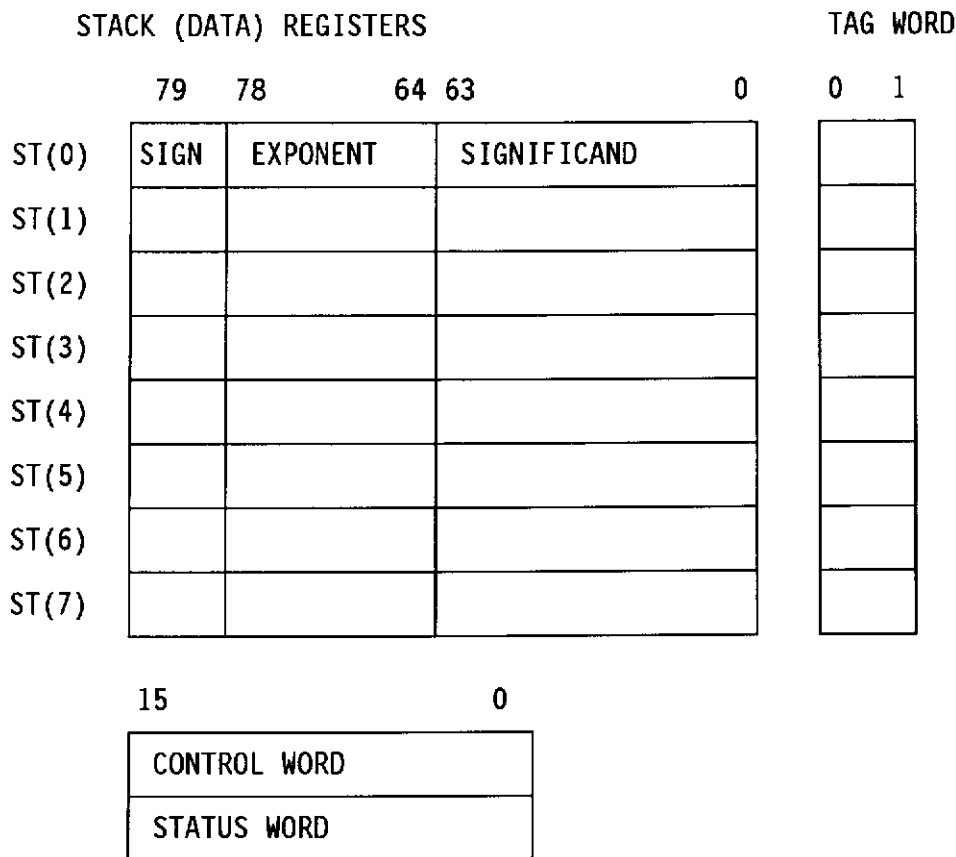 STACK (DATA) REGISTERS TAG WORD
79 78 64 63 0 0 1
ST(0) SIGN EXPONENT SIGNIFICAND
ST(1)
ST(2)
ST(3)
ST(4)
ST(5)
ST(6)
ST(7)
15 0
CONTROL WORD
STATUS WORD